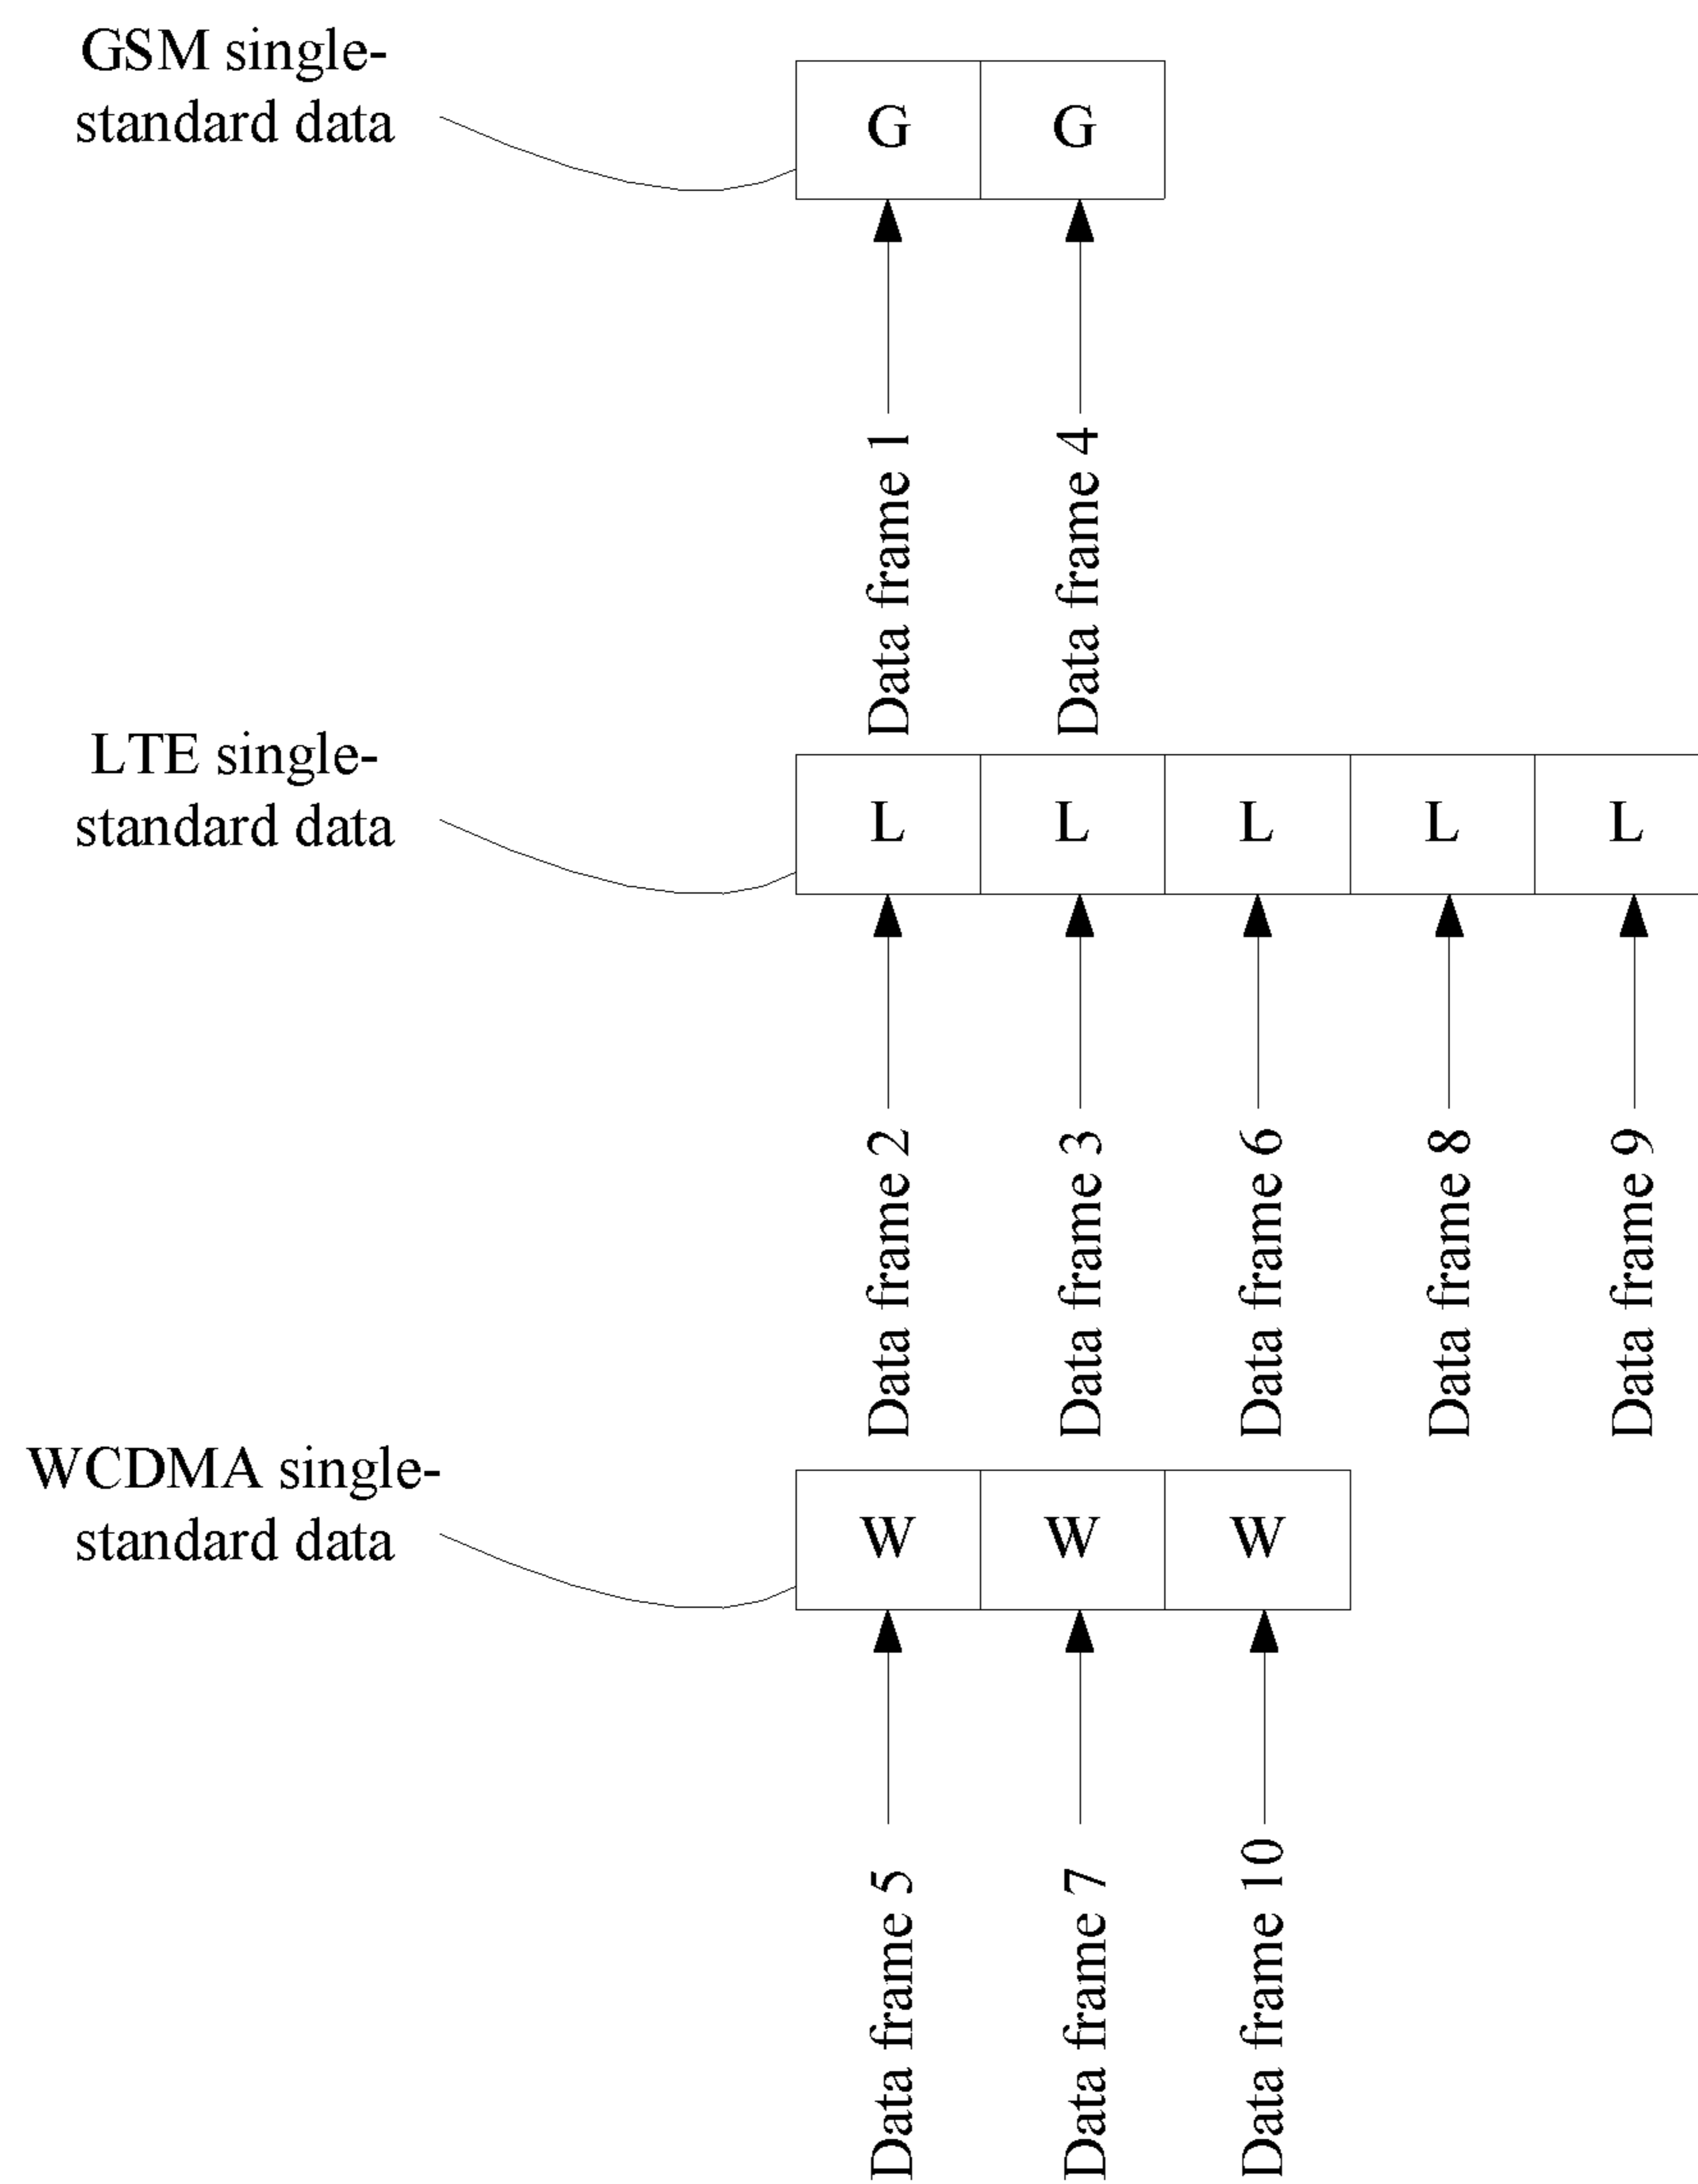 GSM single-
standard data
G G
Data frame 1
Data frame 4
LTE single-
standard data
L L L L L
Data frame 2
Data frame 3
Data frame 6
Data frame 8
Data frame 9
WCDMA single-
standard data
W W W
Data frame 5
Data frame 7
Data frame 10